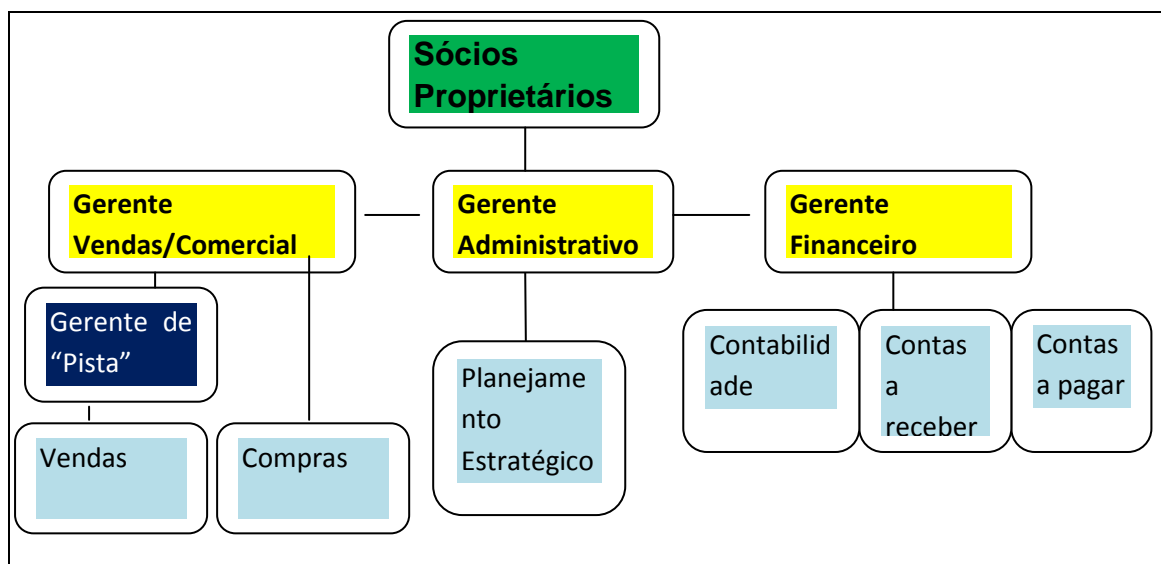 Sócios
Proprietários
Gerente
Vendas/Comercial
Gerente
Administrativo
Gerente
Financeiro
Gerente de
“Pista”
Contabilid
ade
Contas
a
receber
Contas
a pagar
Planejame
nto
Estratégico
Vendas
Compras